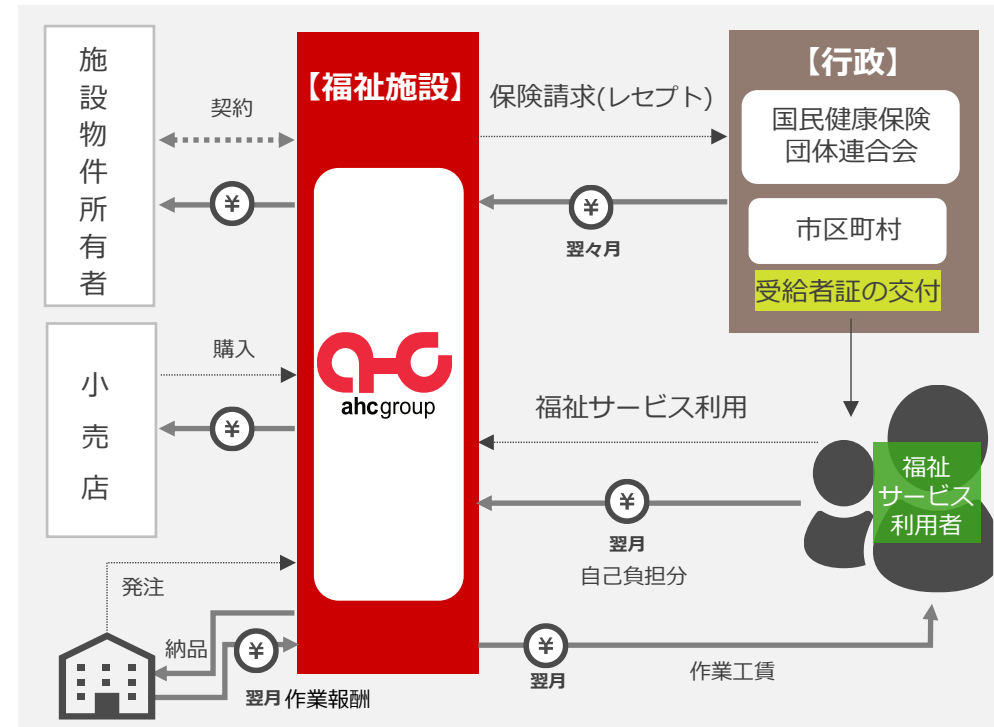 施設物件所有者
契約
¥
小売店
購入
¥
発注
納品
¥
翌月 作業報酬
【福祉施設】
ahcgroup
保険請求(レセプト)
¥
翌々月
【行政】
国民健康保険
団体連合会
市区町村
受給者証の交付
福祉サービス利用
¥
翌月
自己負担分
福祉
サービス
利用者
¥
翌月
作業工賃